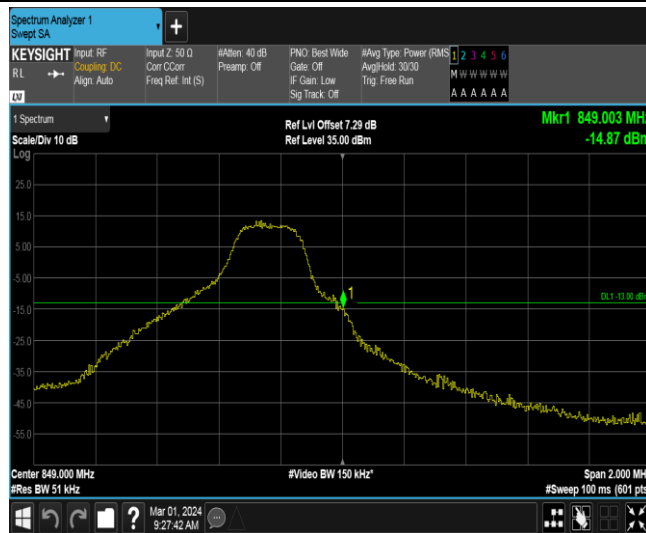 Spectrum Analyzer 1
Swept SA
KEYSIGHT
RL
Input: RF
Coupling: DC
Align: Auto
Input Z: 50 Ω
Corr CCorr
Freq Ref: Int (S)
#Atten: 40 dB
Preamp: Off
PNO: Best Wide
Gate: Off
IF Gain: Low
Sig Track: Off
#Avg Type: Power (RMS
Avg|Hold: 30/30
Trig: Free Run
1 2 3 4 5 6
M W W W W W
A A A A A A
1 Spectrum
Scale/Div 10 dB
Log
Ref Lvl Offset 7.29 dB
Ref Level 35.00 dBm
Mkr1 849.003 MHz
-14.87 dBm
25.0
15.0
5.00
-5.00
-15.0
-25.0
-35.0
-45.0
-55.0
1
DL1 -13.00 dBm
Center 849.000 MHz
#Res BW 51 kHz
#Video BW 150 kHz*
Span 2.000 MHz
#Sweep 100 ms (601 pts
Mar 01, 2024
9:27:42 AM